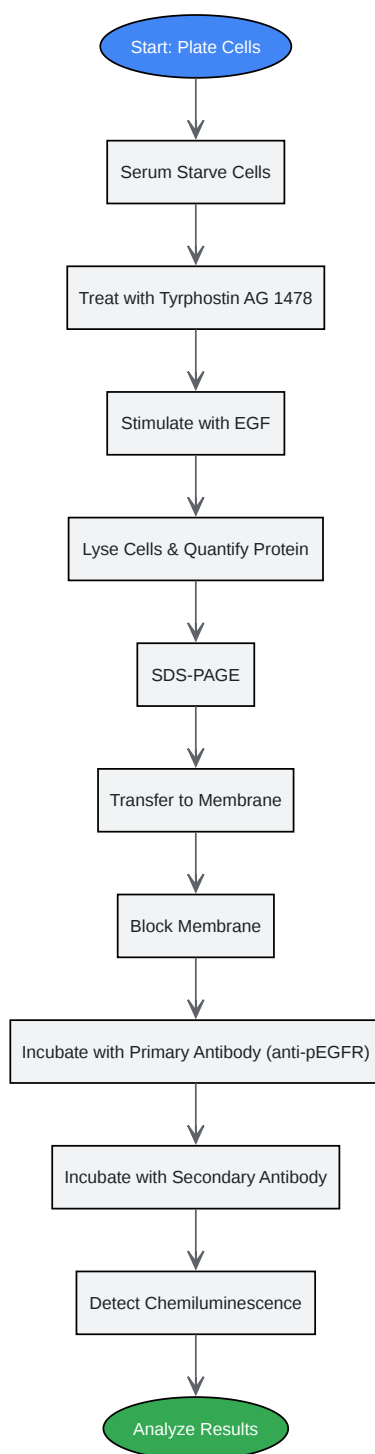 Start: Plate Cells
Serum Starve Cells
Treat with Tyrphostin AG 1478
Stimulate with EGF
Lyse Cells & Quantify Protein
SDS-PAGE
Transfer to Membrane
Block Membrane
Incubate with Primary Antibody (anti-pEGFR)
Incubate with Secondary Antibody
Detect Chemiluminescence
Analyze Results